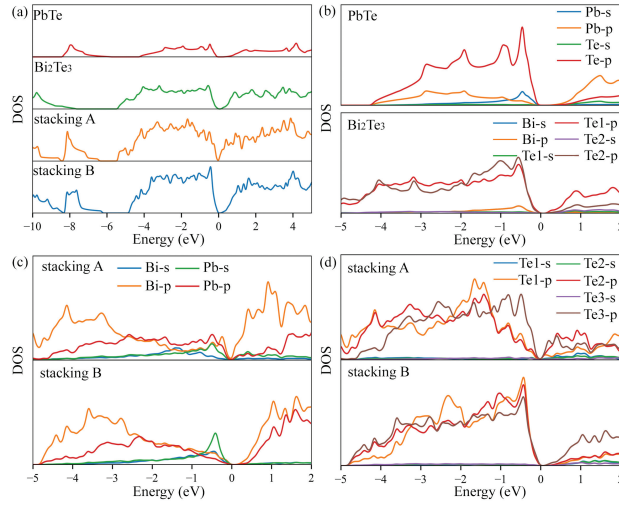 (a)
PbTe
Bi₂Te₃
stacking A
stacking B
DOS
−10 −8 −6 −4 −2 0 2 4
Energy (eV)
(b)
PbTe
Pb-s
Pb-p
Te-s
Te-p
Bi₂Te₃
Bi-s
Bi-p
Te1-s
Te1-p
Te2-s
Te2-p
DOS
−5 −4 −3 −2 −1 0 1 2
Energy (eV)
(c)
stacking A
Bi-s
Bi-p
Pb-s
Pb-p
stacking B
DOS
−5 −4 −3 −2 −1 0 1 2
Energy (eV)
(d)
stacking A
Te1-s
Te1-p
Te2-s
Te2-p
Te3-s
Te3-p
stacking B
DOS
−5 −4 −3 −2 −1 0 1 2
Energy (eV)